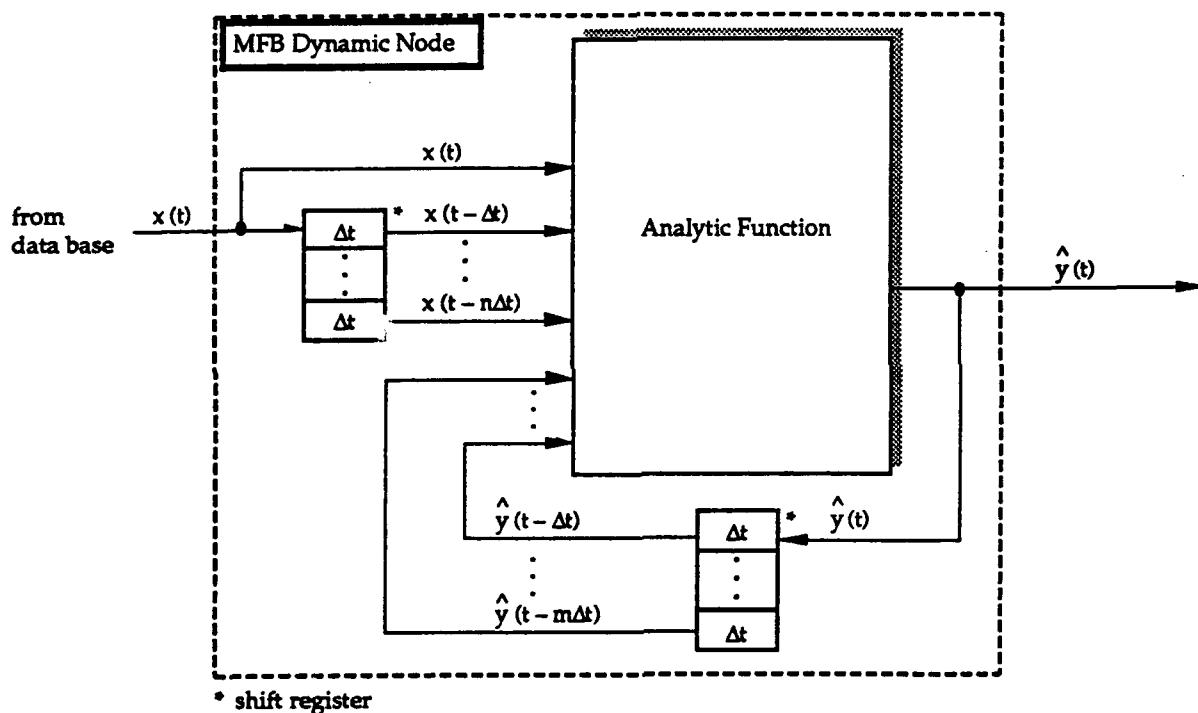 MFB Dynamic Node
x (t)
from
data base
x (t)
Δt
*
x (t – Δt)
Δt
x (t – nΔt)
Analytic Function
ŷ (t)
ŷ (t – Δt)
Δt
*
ŷ (t)
ŷ (t – mΔt)
Δt
* shift register